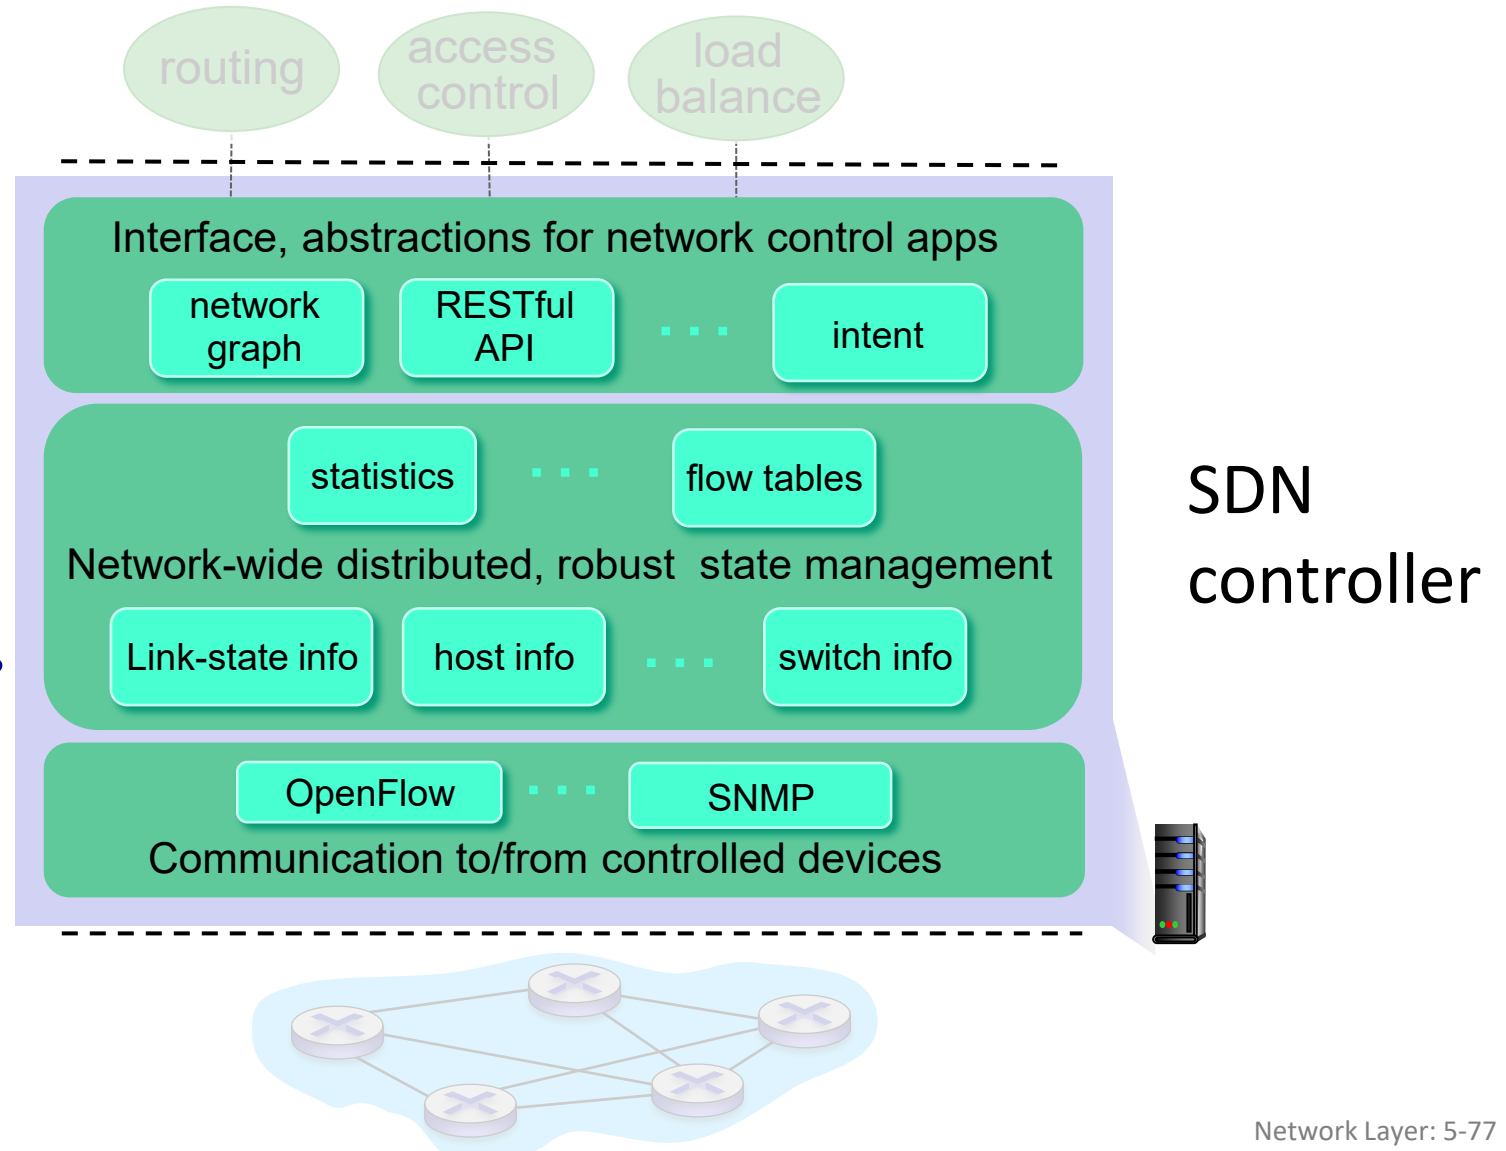 routing
access
control
load
balance
Interface, abstractions for network control apps
network
graph
RESTful
API
. . .
intent
statistics
. . .
flow tables
Network-wide distributed, robust  state management
Link-state info
host info
. . .
switch info
OpenFlow
. . .
SNMP
Communication to/from controlled devices
SDN
controller
Network Layer: 5-77